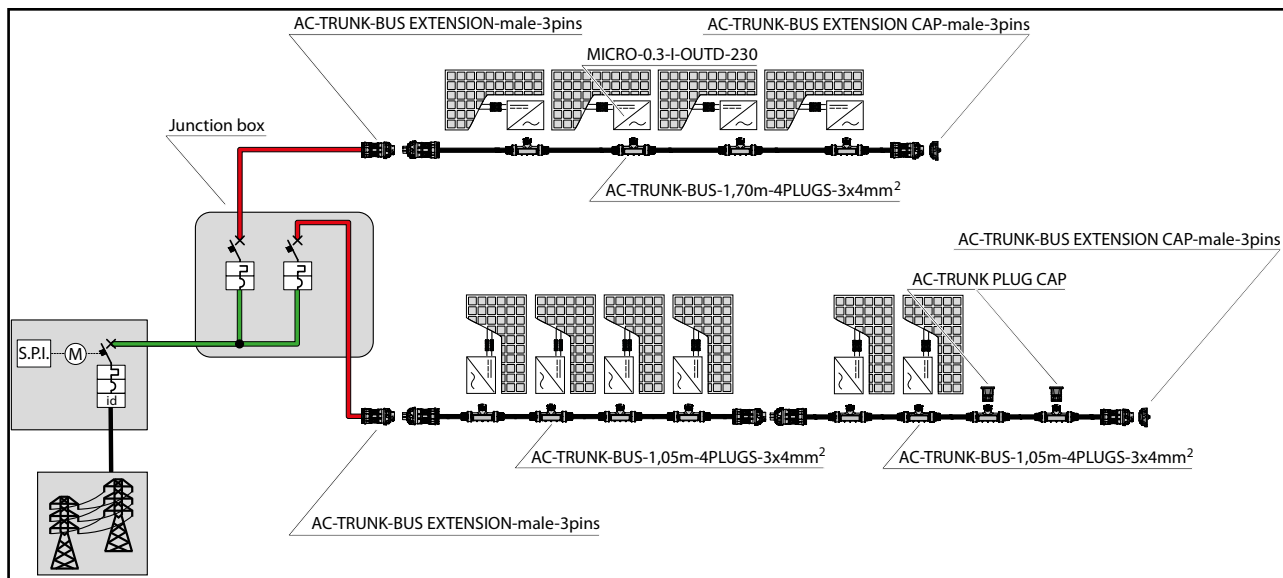 AC-TRUNK-BUS EXTENSION-male-3pins
AC-TRUNK-BUS EXTENSION CAP-male-3pins
MICRO-0.3-I-OUTD-230
Junction box
AC-TRUNK-BUS-1,70m-4PLUGS-3x4mm²
AC-TRUNK-BUS EXTENSION CAP-male-3pins
AC-TRUNK PLUG CAP
S.P.I.
M
id
AC-TRUNK-BUS-1,05m-4PLUGS-3x4mm²
AC-TRUNK-BUS-1,05m-4PLUGS-3x4mm²
AC-TRUNK-BUS EXTENSION-male-3pins